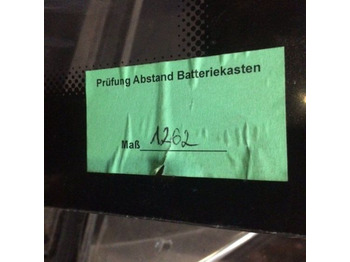 Prüfung Abstand Batteriekasten
Maß 1262